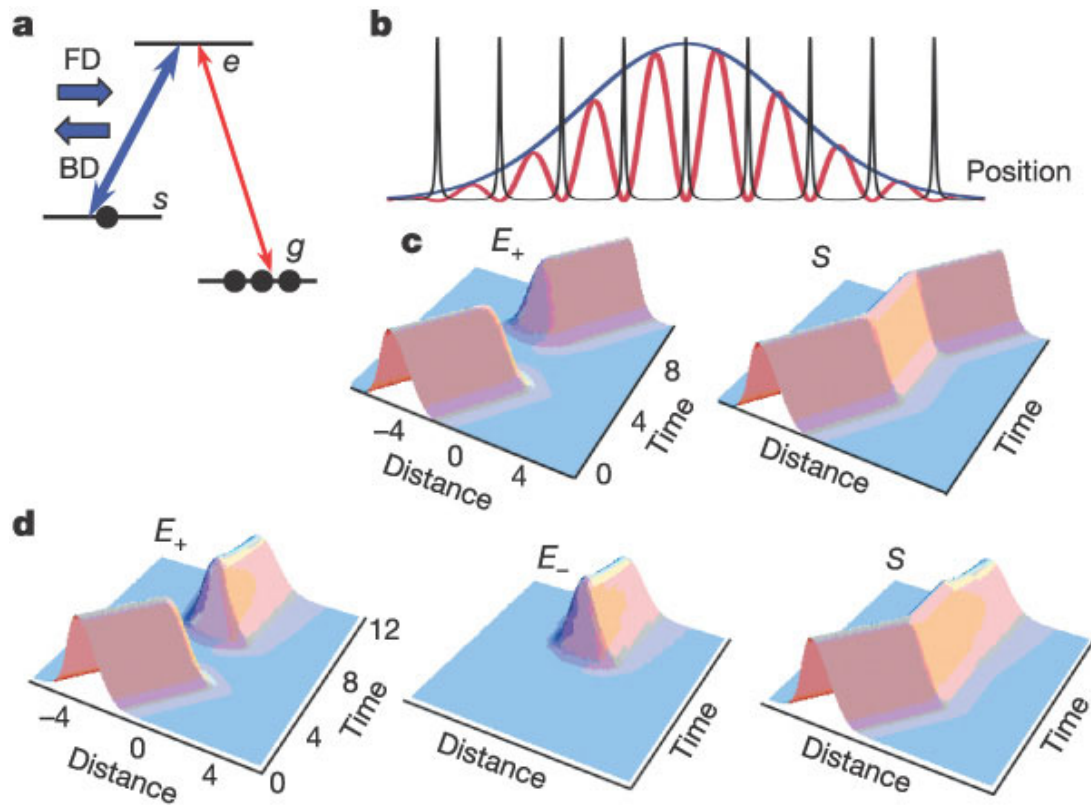 a
FD
BD
e
s
g
b
Position
c
E+
−4
0
4
Distance
0
4
8
Time
S
Distance
Time
d
E+
−4
0
4
Distance
0
4
8
12
Time
E−
Distance
Time
S
Distance
Time